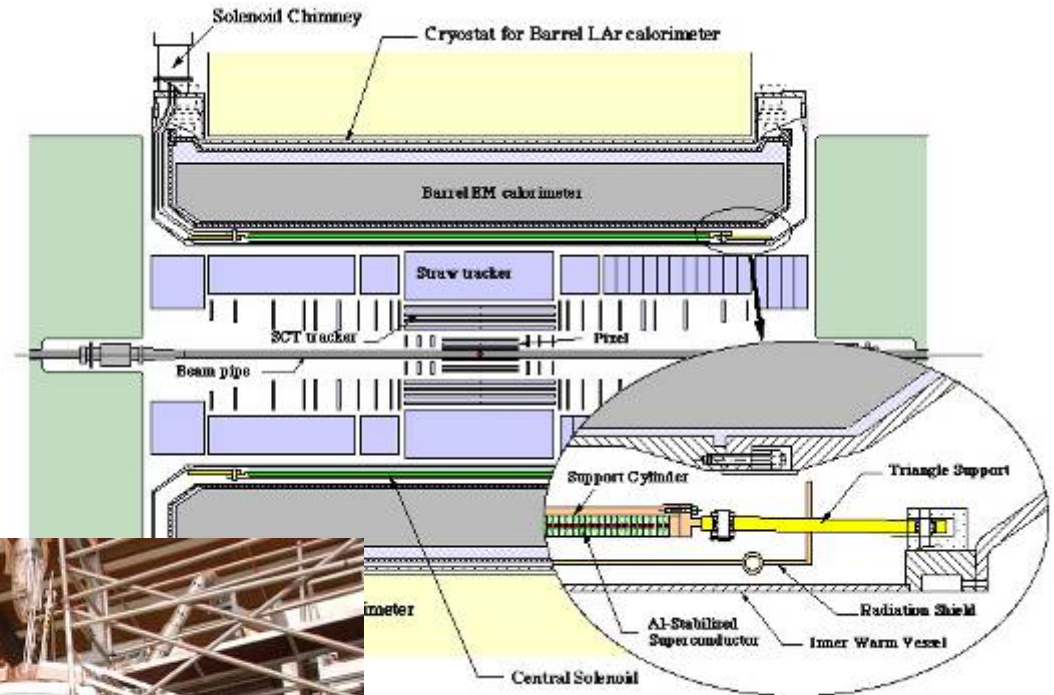 Solenoid Chimney
Cryostat for Barrel LAr calorimeter
Barrel EM calorimeter
Straw tracker
SCT tracker
Pixel
Beam pipe
Support Cylinder
Triangle Support
imeter
Al-Stabilized
Superconductor
Radiation Shield
Inner Warm Vessel
Central Solenoid